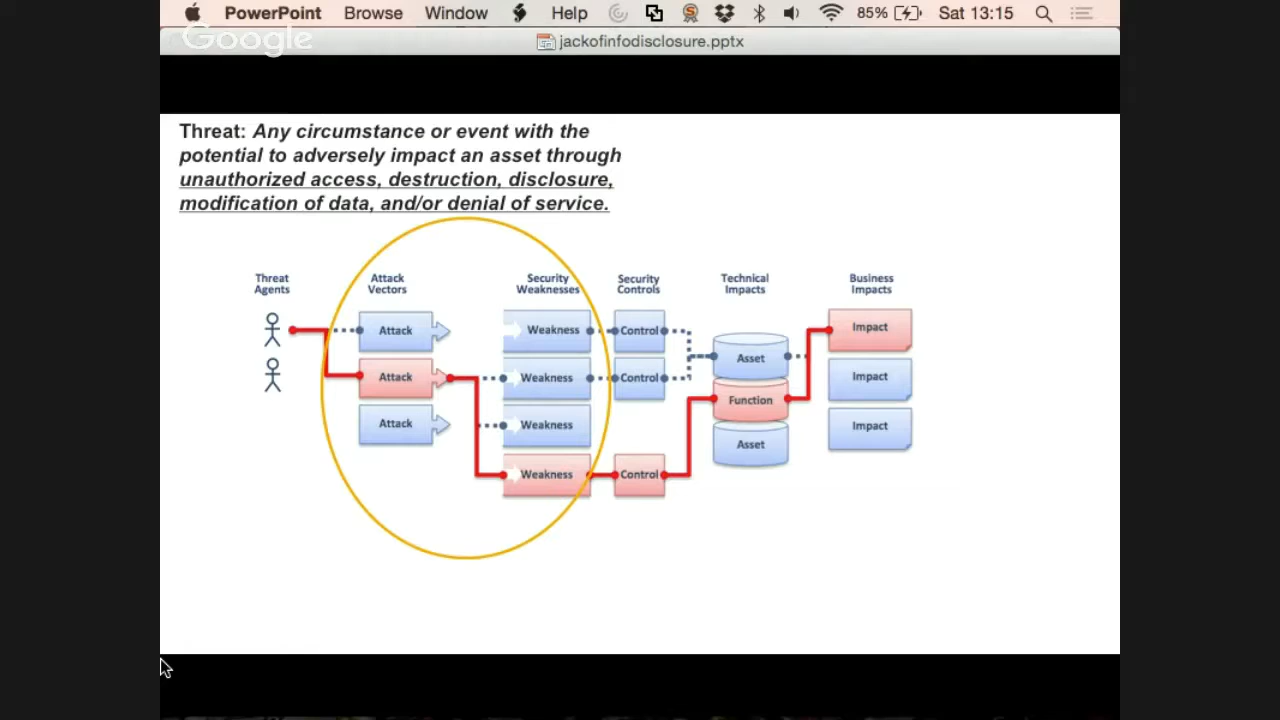 PowerPoint Browse Window Help 85% Sat 13:15
Google
jackofinfodisclosure.pptx
Threat: Any circumstance or event with the
potential to adversely impact an asset through
unauthorized access, destruction, disclosure,
modification of data, and/or denial of service.
Threat
Agents
Attack
Vectors
Security
Weaknesses
Security
Controls
Technical
Impacts
Business
Impacts
Attack
Weakness
Control
Impact
Asset
Attack
Weakness
Control
Impact
Function
Attack
Weakness
Impact
Asset
Weakness
Control